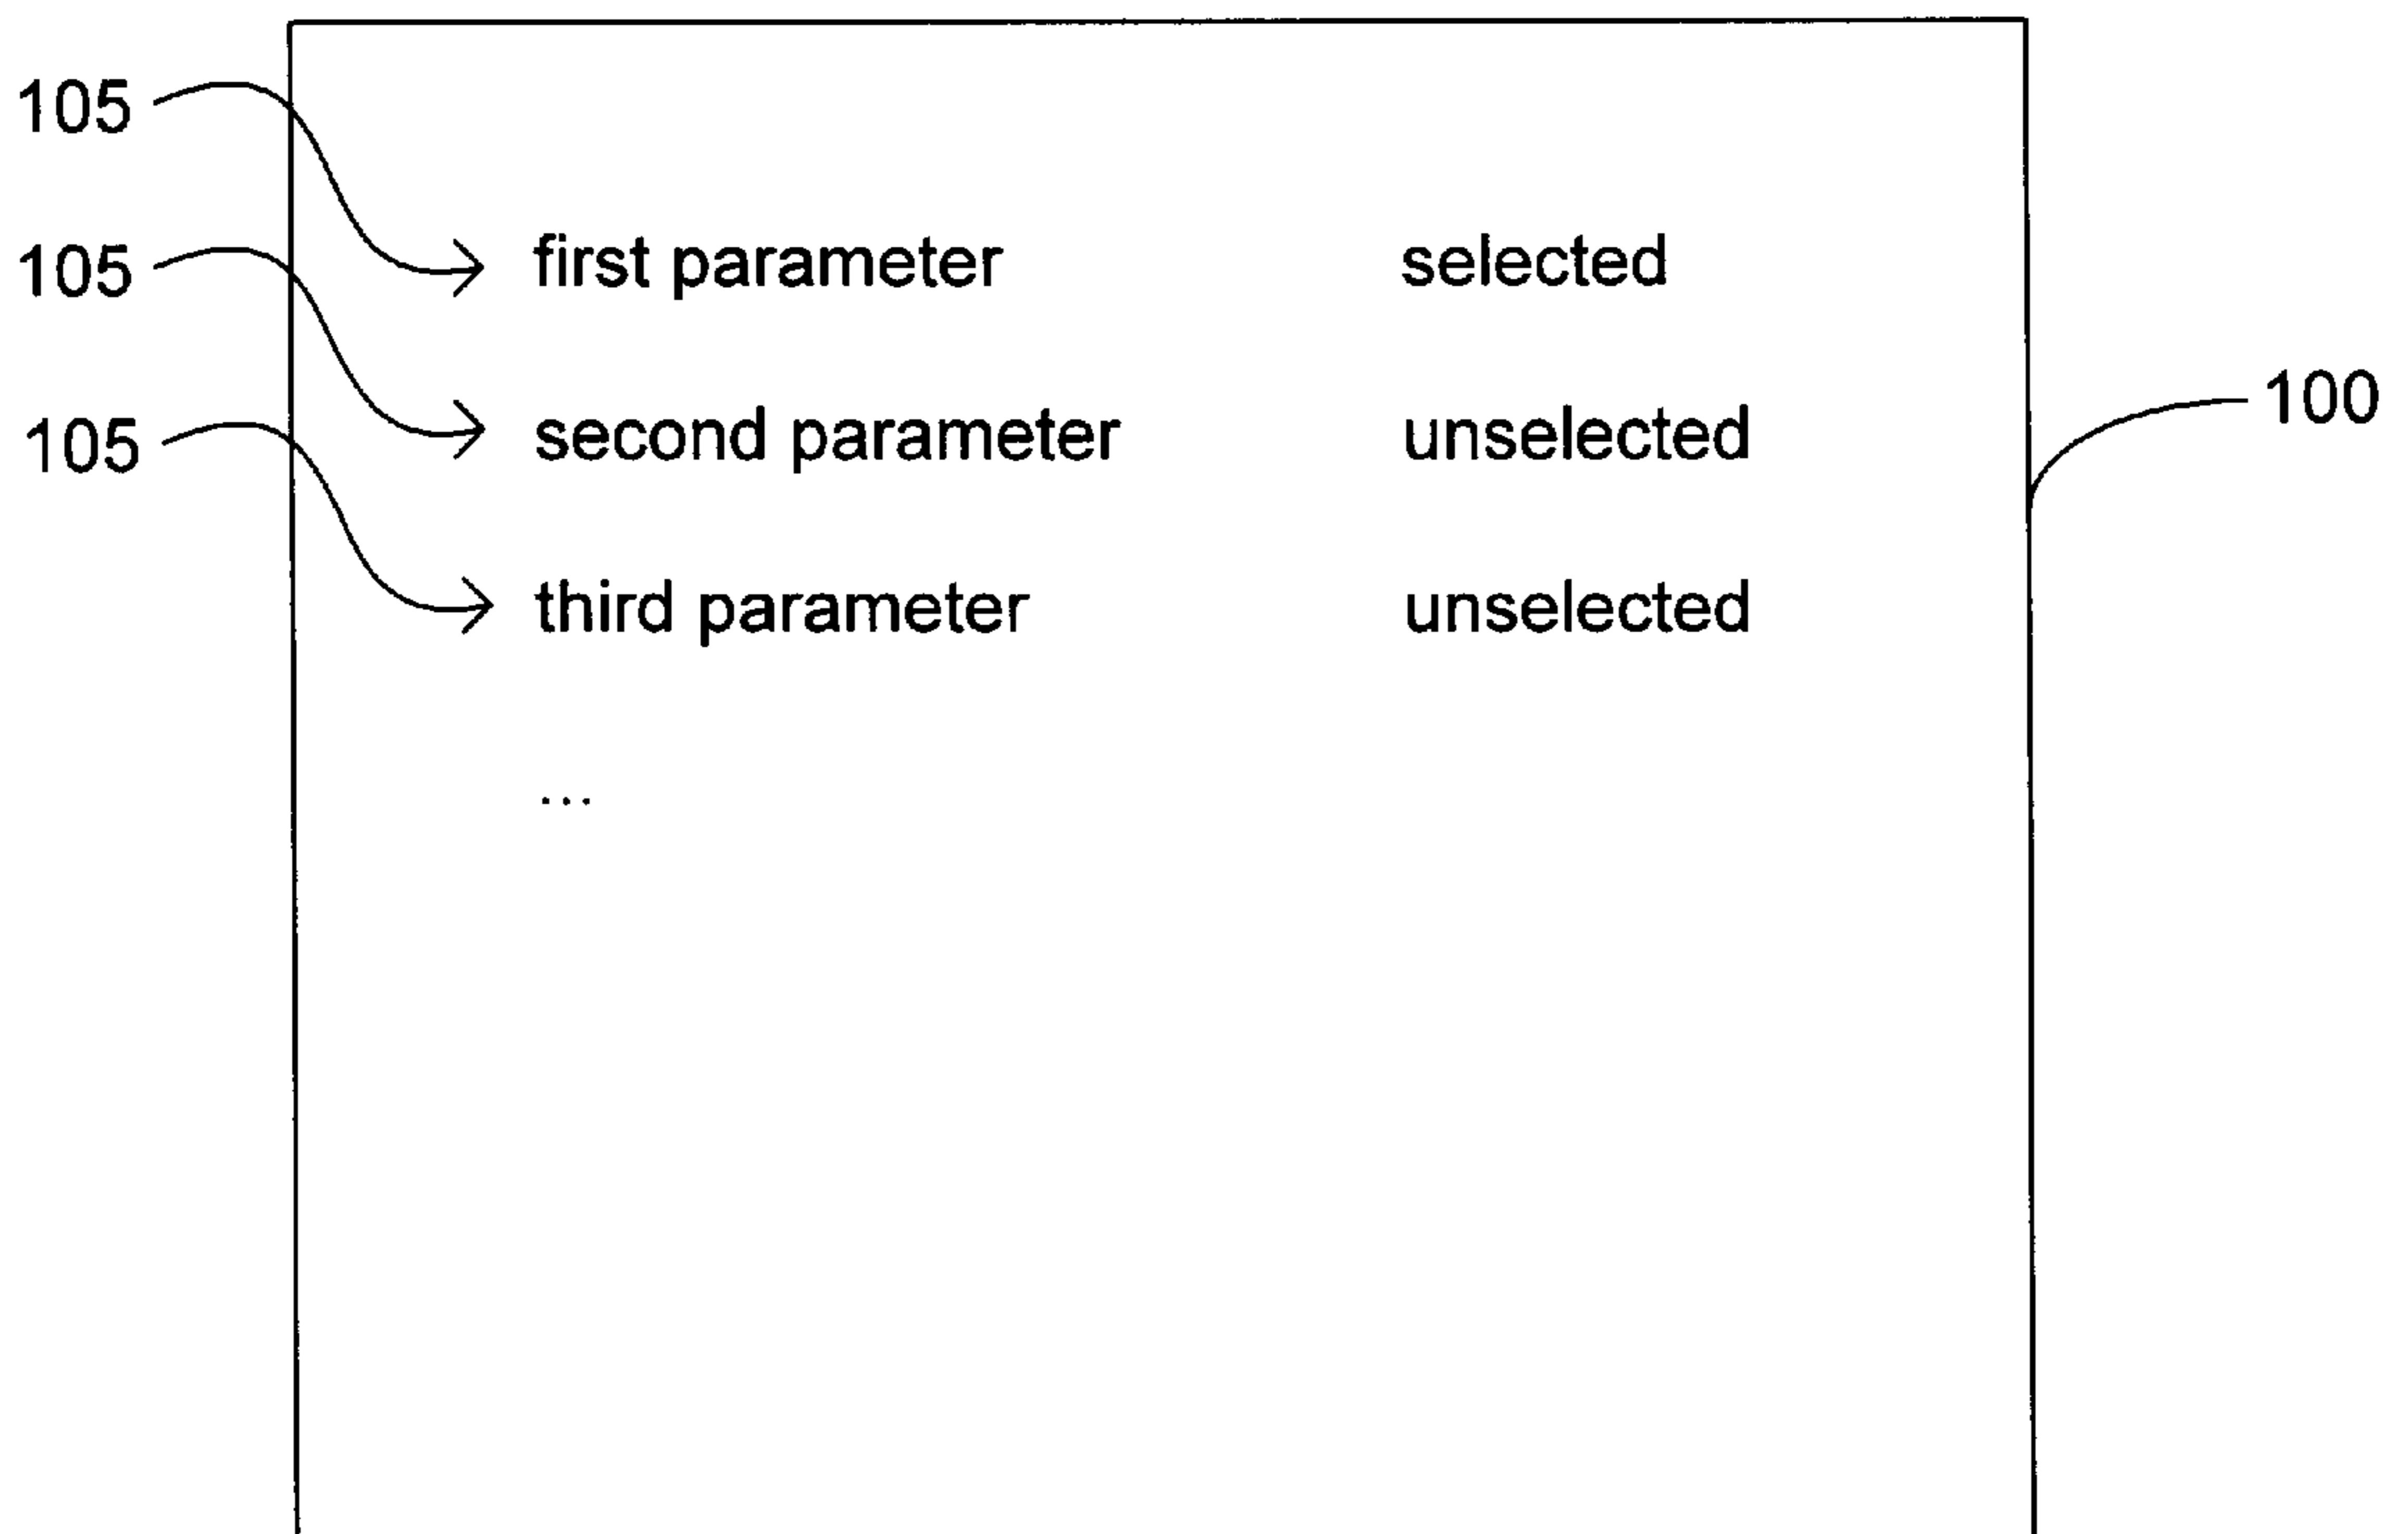 105
first parameter selected
105
100
second parameter unselected
105
third parameter unselected
...